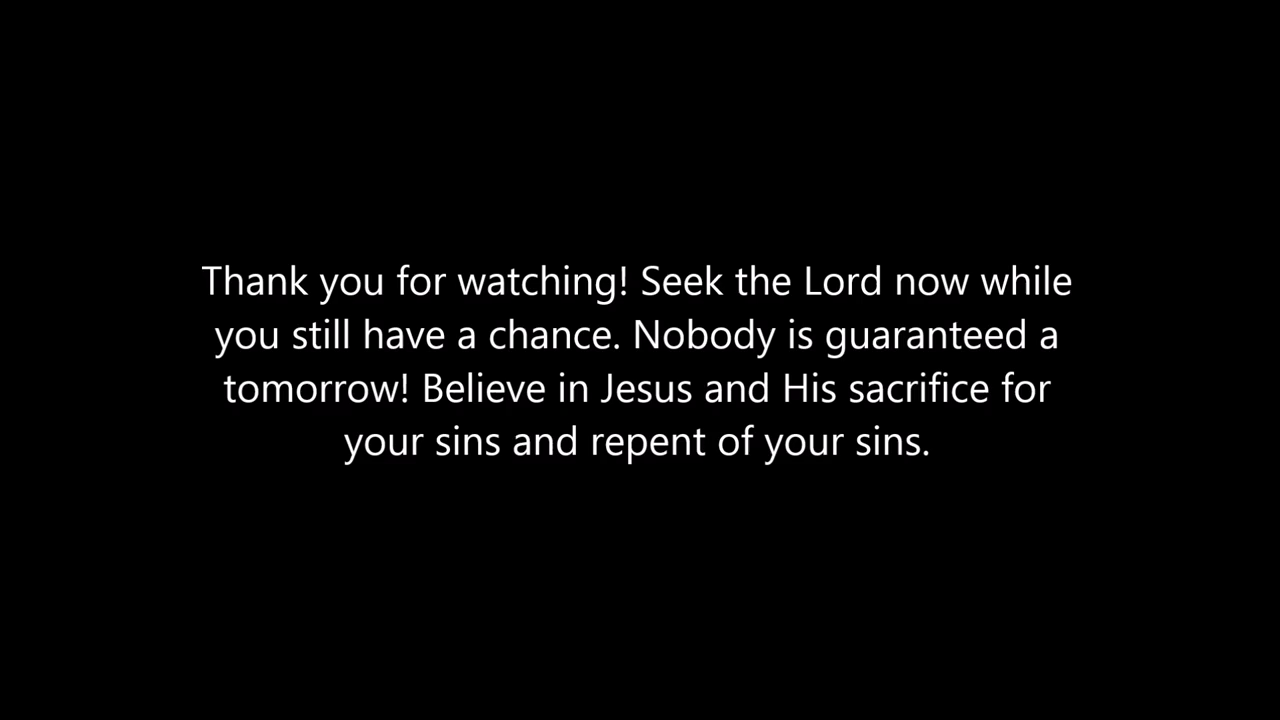 Thank you for watching! Seek the Lord now while
you still have a chance. Nobody is guaranteed a
tomorrow! Believe in Jesus and His sacrifice for
your sins and repent of your sins.